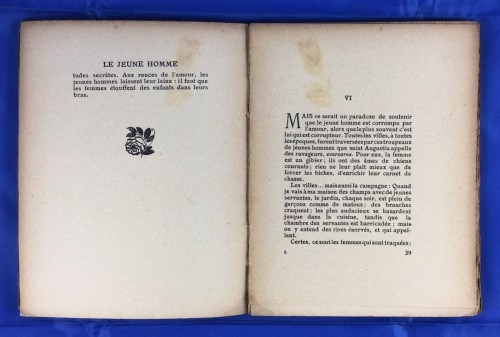 LE JEUNE HOMME
tudes secrètes. Aux ronces de l'amour, les
jeunes hommes laissent leur laine : il faut que
les femmes étouffent des enfants dans leurs
bras.
VI
MAIS ce serait un paradoxe de soutenir
que le jeune homme est corrompu par
l'amour, alors que le plus souvent c'est
lui qui est corrupteur. Toutes les villes, à toutes
les époques, furent traversées par ces troupeaux
de jeunes hommes que saint Augustin appelle
des ravageurs, eversores. Pour eux, la femme
est un gibier ; ils ont des âmes de chiens
courants ; rien ne leur plaît mieux que de
forcer les biches, d'enrichir leur carnet de
chasse.
Les villes... mais aussi la campagne : Quand
je vais à ma maison des champs avec de jeunes
servantes, le jardin, chaque soir, est plein de
garçons comme de matous ; des branches
craquent ; les plus audacieux se hasardent
jusque dans la cuisine, tandis que la
chambre des servantes est barricadée ; mais
on y entend des rires énervés, et qui appel-
lent.
Certes, ce sont les femmes qui sont traquées ;
6
39